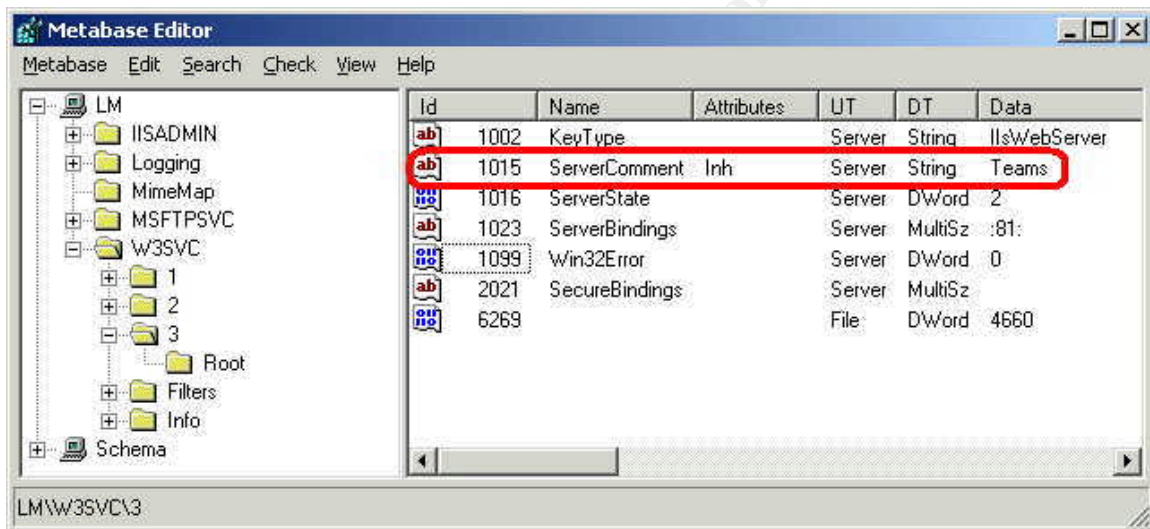 Metabase Editor
Metabase Edit Search Check View Help
LM
IISADMIN
Logging
MimeMap
MSFTPSVC
W3SVC
1
2
3
Root
Filters
Info
Schema
Id Name Attributes UT DT Data
1002 KeyType Server String IIsWebServer
1015 ServerComment Inh Server String Teams
1016 ServerState Server DWord 2
1023 ServerBindings Server MultiSz :81:
1099 Win32Error Server DWord 0
2021 SecureBindings Server MultiSz
6269 File DWord 4660
LM\W3SVC\3